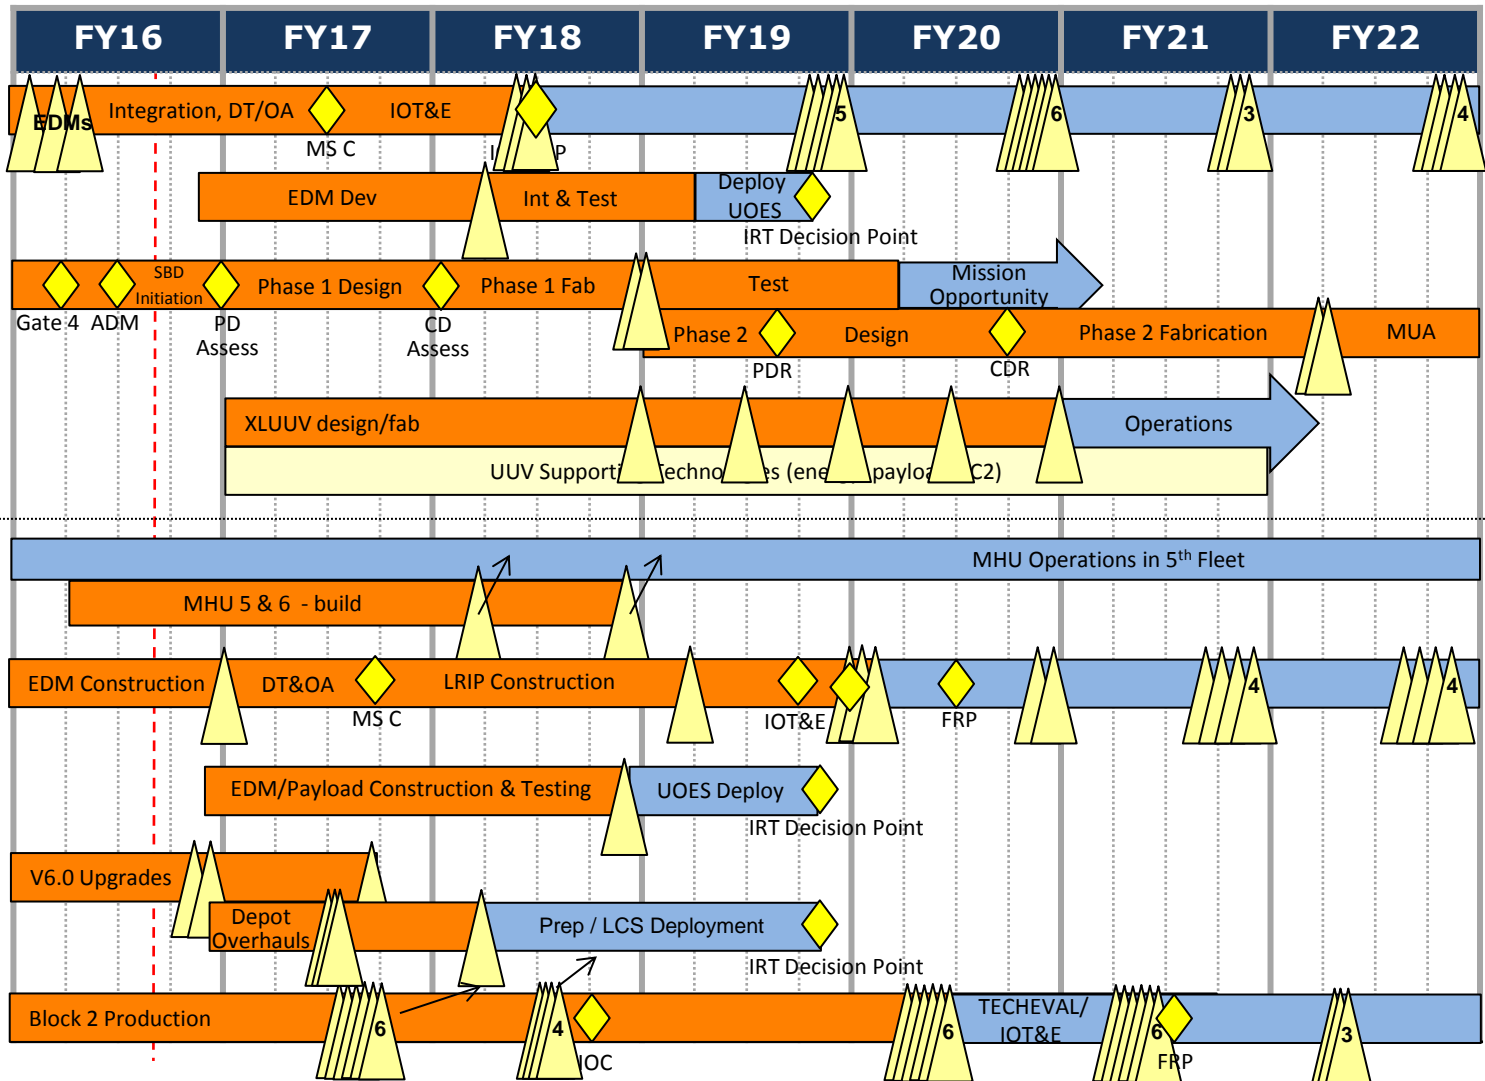 FY16 FY17 FY18 FY19 FY20 FY21 FY22
EDMs Integration, DT/OA IOT&E 5 6 3 4
MS C
EDM Dev Int & Test Deploy
UOES
IRT Decision Point
SBD
Initiation Phase 1 Design Phase 1 Fab Test Mission
Opportunity
Gate 4 ADM PD
Assess CD
Assess
Phase 2 Design Phase 2 Fabrication MUA
PDR CDR
XLUUV design/fab Operations
UUV C2)
MHU Operations in 5th Fleet
MHU 5 & 6 - build
EDM Construction DT&OA LRIP Construction 4 4
MS C IOT&E FRP
EDM/Payload Construction & Testing UOES Deploy
IRT Decision Point
V6.0 Upgrades
Depot
Overhauls Prep / LCS Deployment
IRT Decision Point
Block 2 Production 6 4 6 TECHEVAL/
IOT&E 6 3
IOC FRP